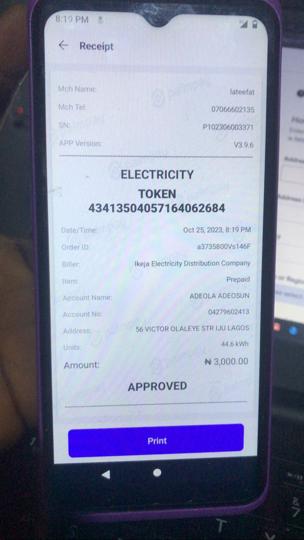 8:19 PM
Receipt
Mch Name: lateefat
Mch Tel: 07066602135
SN: P102306003371
APP Version: V3.9.6
ELECTRICITY
TOKEN
43413504057164062684
Date/Time: Oct 25, 2023, 8:19 PM
Order ID: a3735800Vs146F
Biller: Ikeja Electricity Distribution Company
Item: Prepaid
Account Name: ADEOLA ADEOSUN
Account No: 04279602413
Address: 56 VICTOR OLALEYE STR IJU LAGOS
Units: 44.6 kWh
Amount: ₦ 3,000.00
APPROVED
Print
T